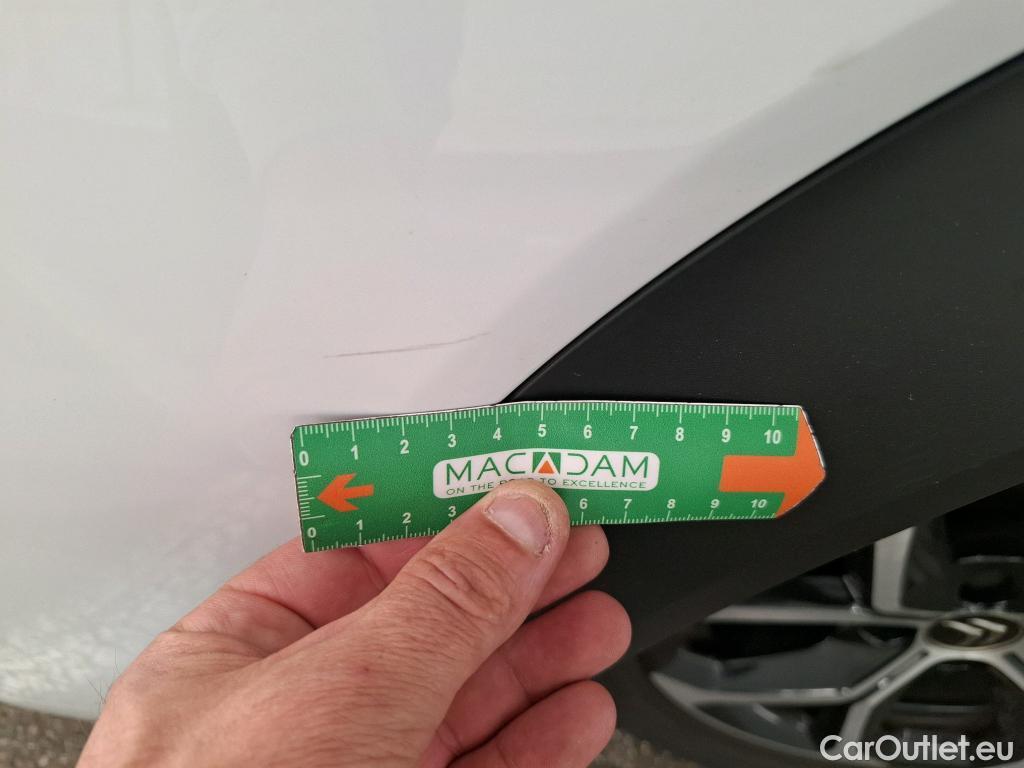 0 1 2 3 4 5 6 7 8 9 10
MACADAM
ON THE ROAD TO EXCELLENCE
0 1 2 3 6 7 8 9 10
CarOutlet.eu